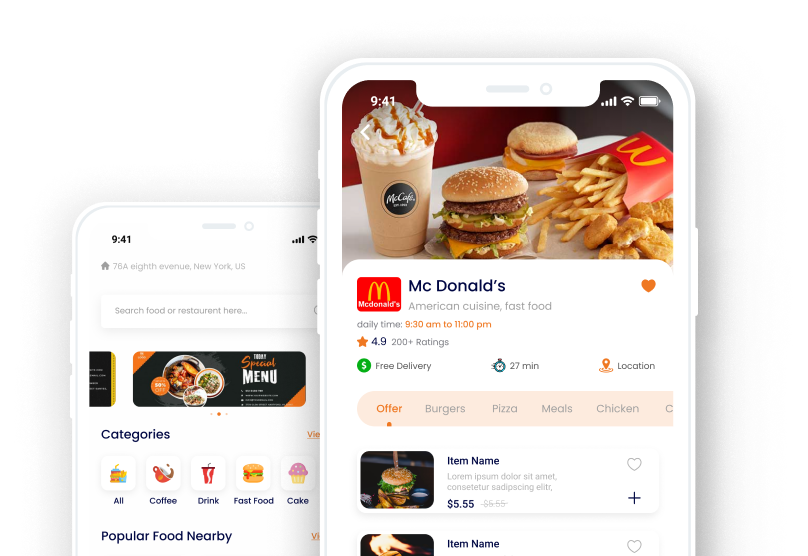 9:41
76A eighth evenue, New York, US
Search food or restaurent here...
TODAY
Special
MENU
50%
OFF
Categories
Vie
All
Coffee
Drink
Fast Food
Cake
Popular Food Nearby
Vi
9:41
McCafé
Mcdonald's
Mc Donald's
American cuisine, fast food
daily time: 9:30 am to 11:00 pm
4.9 200+ Ratings
Free Delivery
27 min
Location
Offer
Burgers
Pizza
Meals
Chicken
C
Item Name
Lorem ipsum dolor sit amet,
consetetur sadipscing elitr,
$5.55 $5.55
Item Name